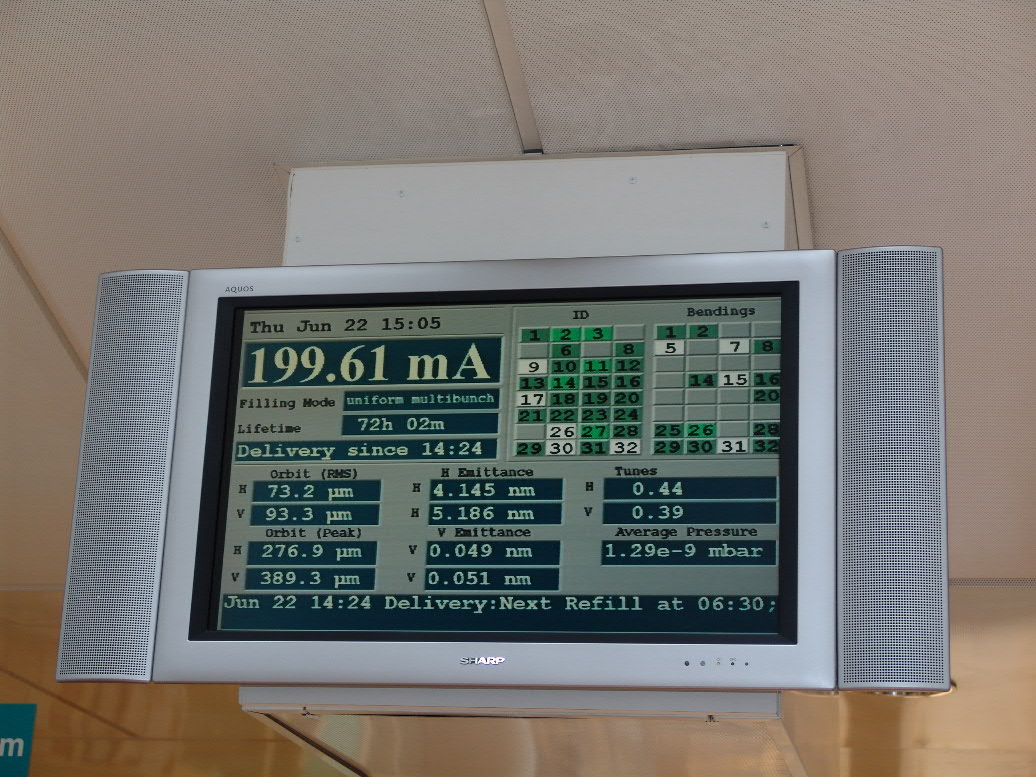 AQUOS
Thu Jun 22 15:05
199.61 mA
Filling Mode uniform multibunch
Lifetime 72h 02m
Delivery since 14:24
ID
1 2 3
6 8
9 10 11 12
13 14 15 16
17 18 19 20
21 22 23 24
26 27 28
29 30 31 32
Bendings
1 2
5 7 8
14 15 16
20
25 26 28
29 30 31 32
Orbit (RMS)
H 73.2 µm
V 93.3 µm
Orbit (Peak)
H 276.9 µm
V 389.3 µm
H Emittance
H 4.145 nm
H 5.186 nm
V Emittance
V 0.049 nm
V 0.051 nm
Tunes
H 0.44
V 0.39
Average Pressure
1.29e-9 mbar
Jun 22 14:24 Delivery:Next Refill at 06:30;
SHARP
m